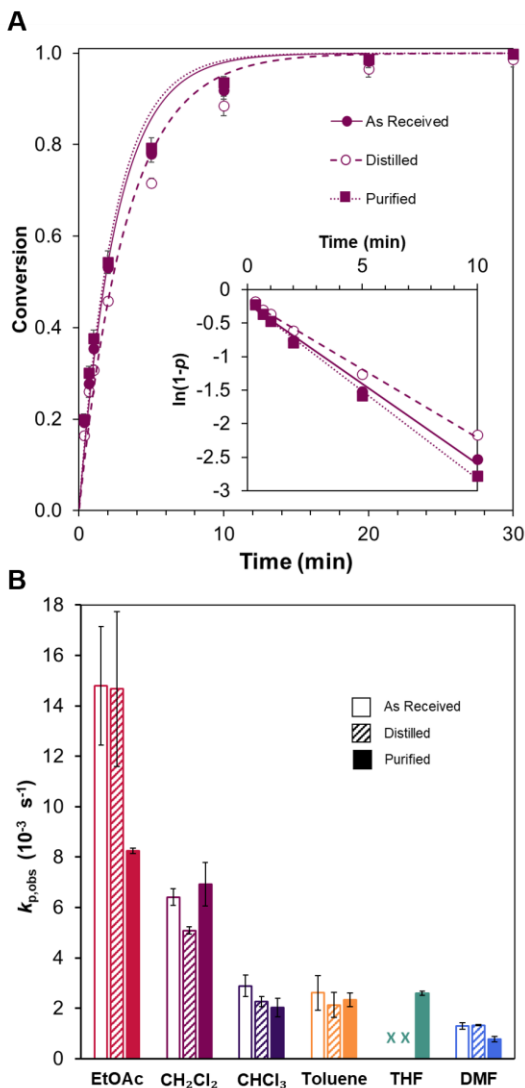 A
1.0
0.8
0.6
0.4
0.2
0.0
Conversion
As Received
Distilled
Purified
Time (min)
0 5 10
0
-0.5
-1
-1.5
-2
-2.5
-3
ln(1-p)
0 10 20 30
Time (min)
B
18
16
14
12
10
8
6
4
2
0
kp,obs (10⁻³ s⁻¹)
As Received
Distilled
Purified
X X
EtOAc CH₂Cl₂ CHCl₃ Toluene THF DMF